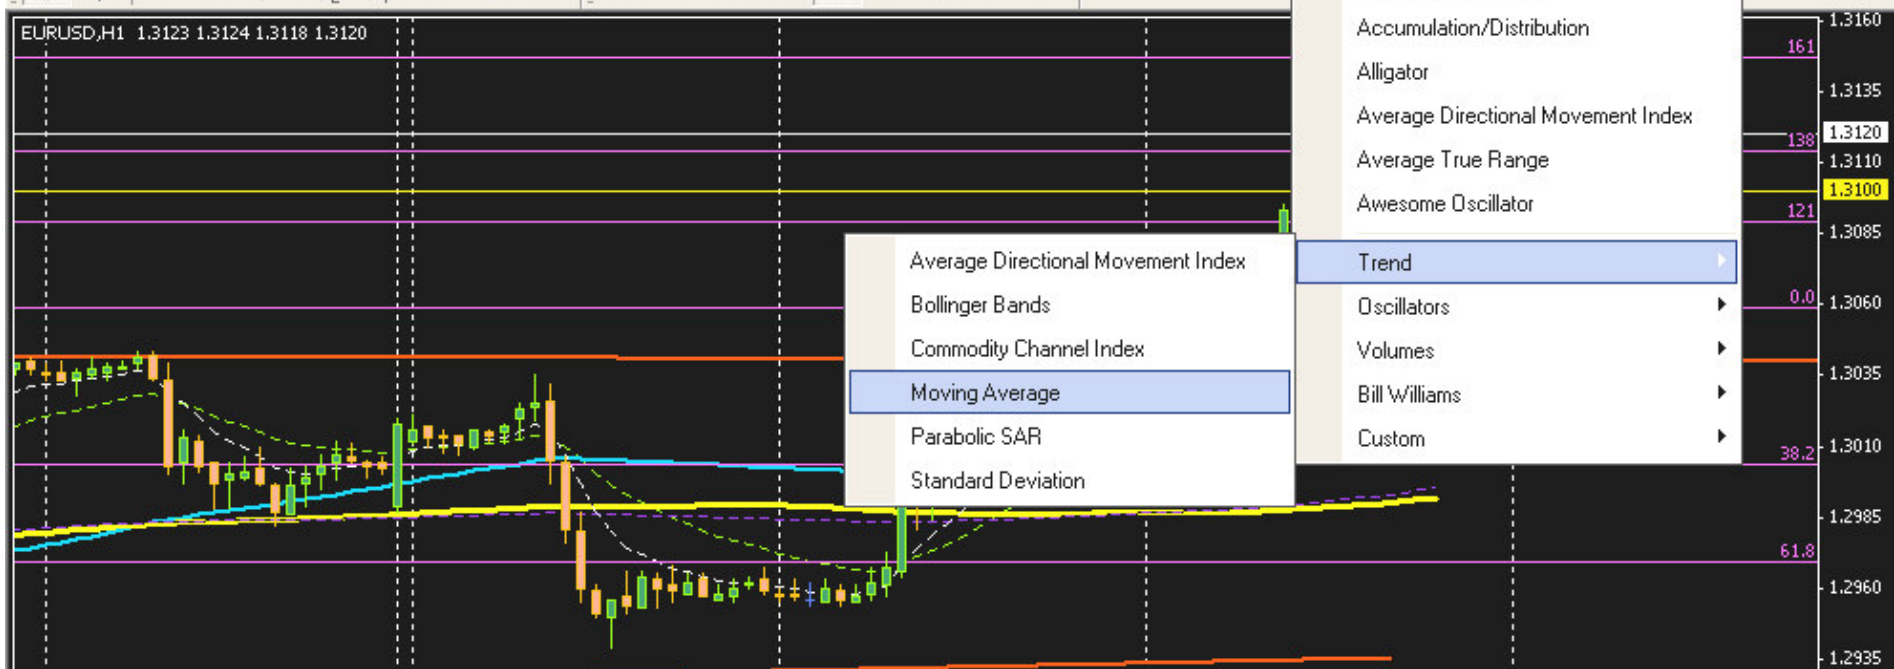 EURUSD,H1 1.3123 1.3124 1.3118 1.3120
Accumulation/Distribution
Alligator
Average Directional Movement Index
Average True Range
Awesome Oscillator
Trend
Oscillators
Volumes
Bill Williams
Custom
Average Directional Movement Index
Bollinger Bands
Commodity Channel Index
Moving Average
Parabolic SAR
Standard Deviation
161
138
121
0.0
38.2
61.8
1.3160
1.3135
1.3120
1.3110
1.3100
1.3085
1.3060
1.3035
1.3010
1.2985
1.2960
1.2935